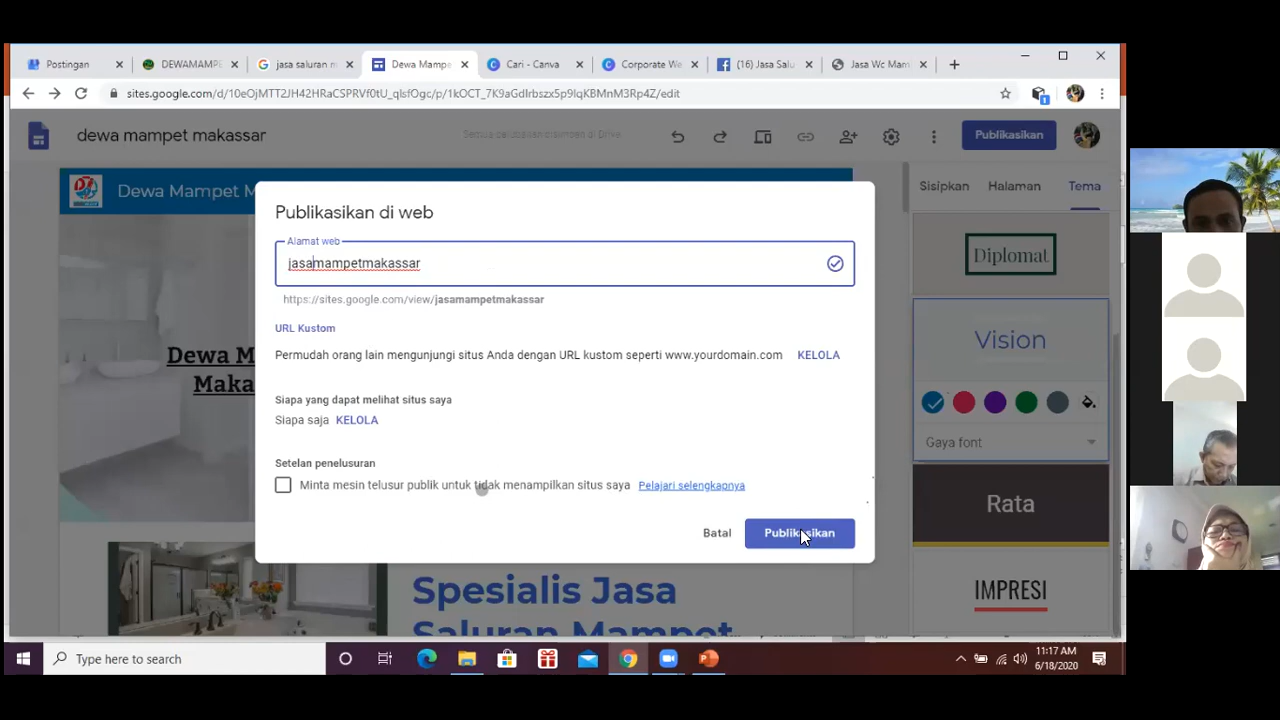 Postingan
DEWAMAMPE
jasa saluran m
Dewa Mampe
Cari - Canva
Corporate We
(16) Jasa Salu
Jasa Wc Mam
sites.google.com/d/10eOjMTT2JH42HRaCSPRVf0tU_qlsfOgc/p/1kOCT_7K9aGdIrbszx5p9lqKBMnM3Rp4Z/edit
dewa mampet makassar
Publikasikan
Dewa Mampet M
Sisipkan
Halaman
Tema
Diplomat
Vision
Gaya font
Rata
IMPRESI
Dewa M
Maka
Publikasikan di web
Alamat web
jasamampetmakassar
https://sites.google.com/view/jasamampetmakassar
URL Kustom
Permudah orang lain mengunjungi situs Anda dengan URL kustom seperti www.yourdomain.com
KELOLA
Siapa yang dapat melihat situs saya
Siapa saja KELOLA
Setelan penelusuran
Minta mesin telusur publik untuk tidak menampilkan situs saya Pelajari selengkapnya
Batal
Publikasikan
Spesialis Jasa
Saluran Mampet
Type here to search
11:17 AM
6/18/2020